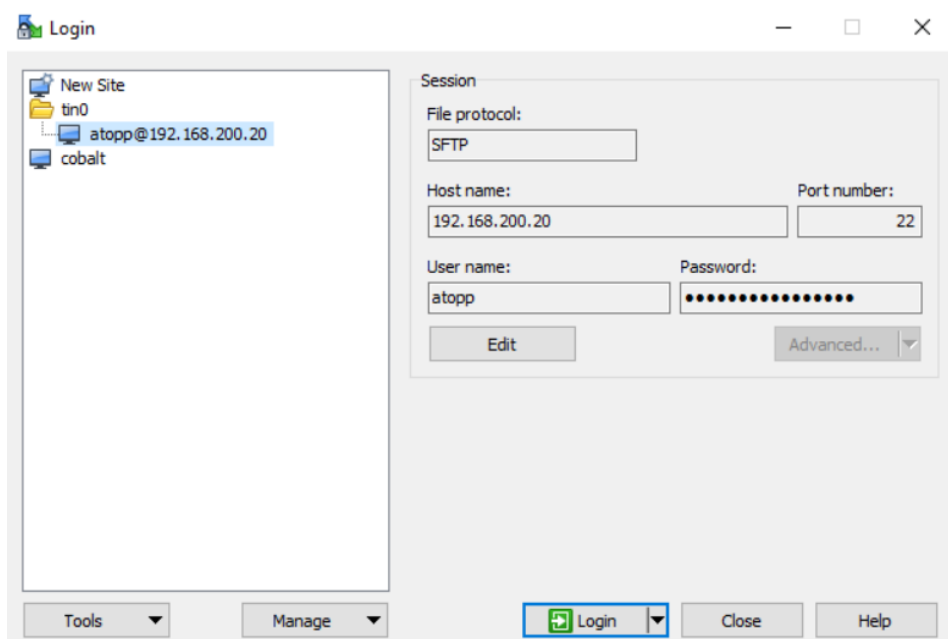 Login
New Site
tin0
atopp@192.168.200.20
cobalt
Session
File protocol:
SFTP
Host name:
Port number:
192.168.200.20
22
User name:
Password:
atopp
••••••••••••••••
Edit
Advanced...
Tools
Manage
Login
Close
Help